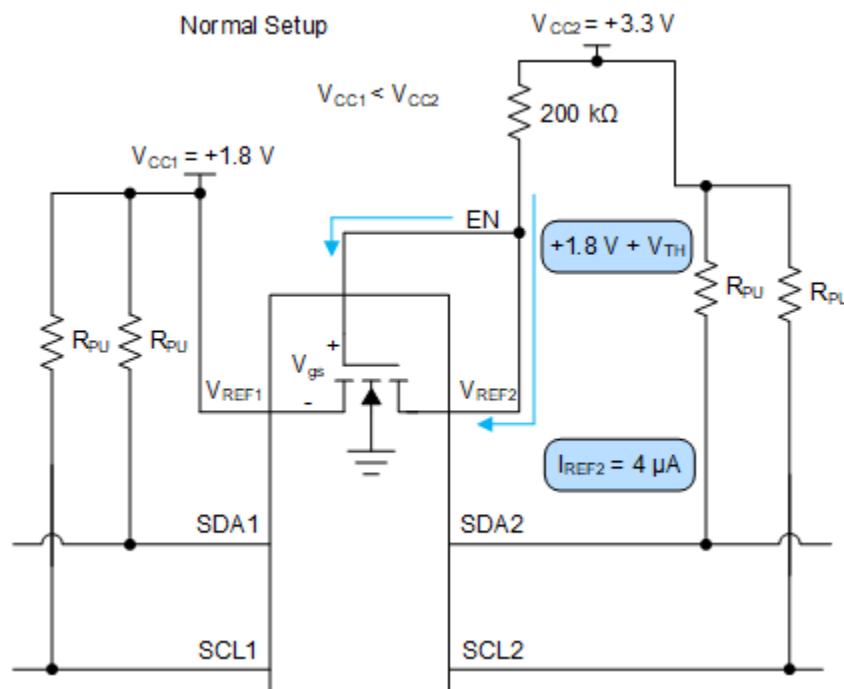 Normal Setup
VCC2 = +3.3 V
VCC1 < VCC2
200 kΩ
VCC1 = +1.8 V
EN
+1.8 V + VTH
RPU
RPU
RPU
RPU
+
Vgs
-
VREF1
VREF2
IREF2 = 4 µA
SDA1
SDA2
SCL1
SCL2